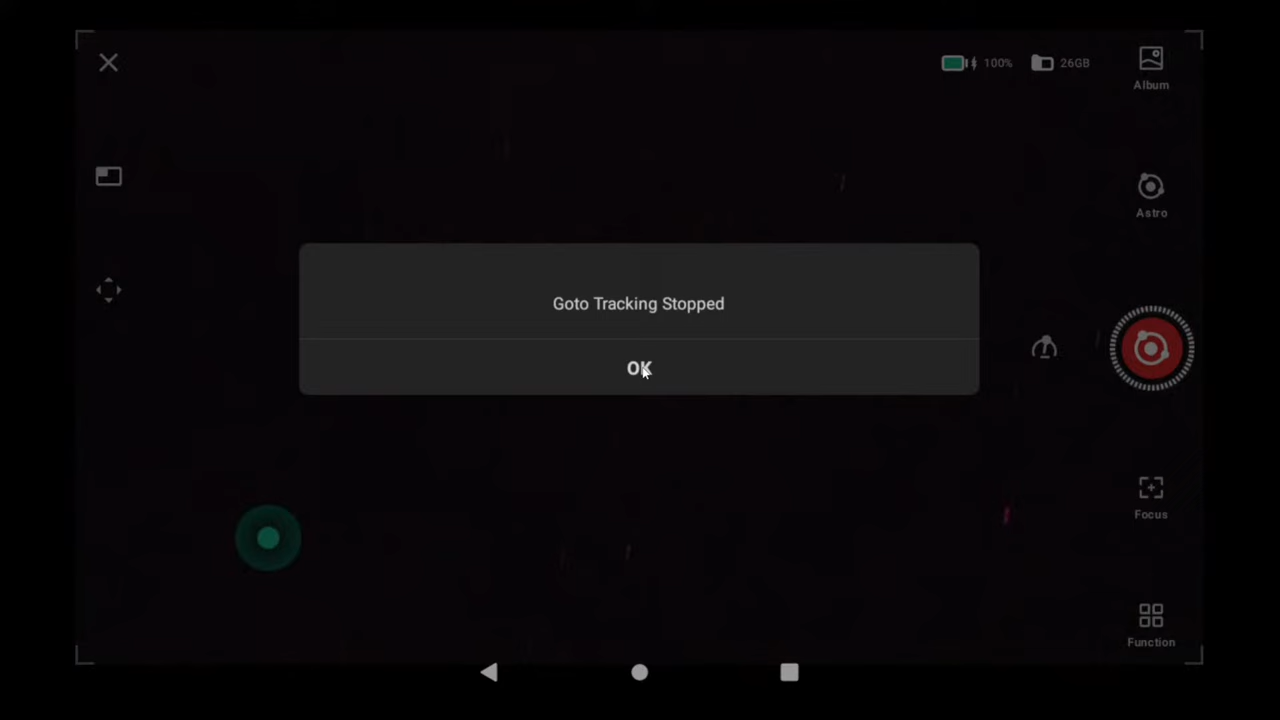 100%
26GB
Album
Astro
Goto Tracking Stopped
OK
Focus
Function